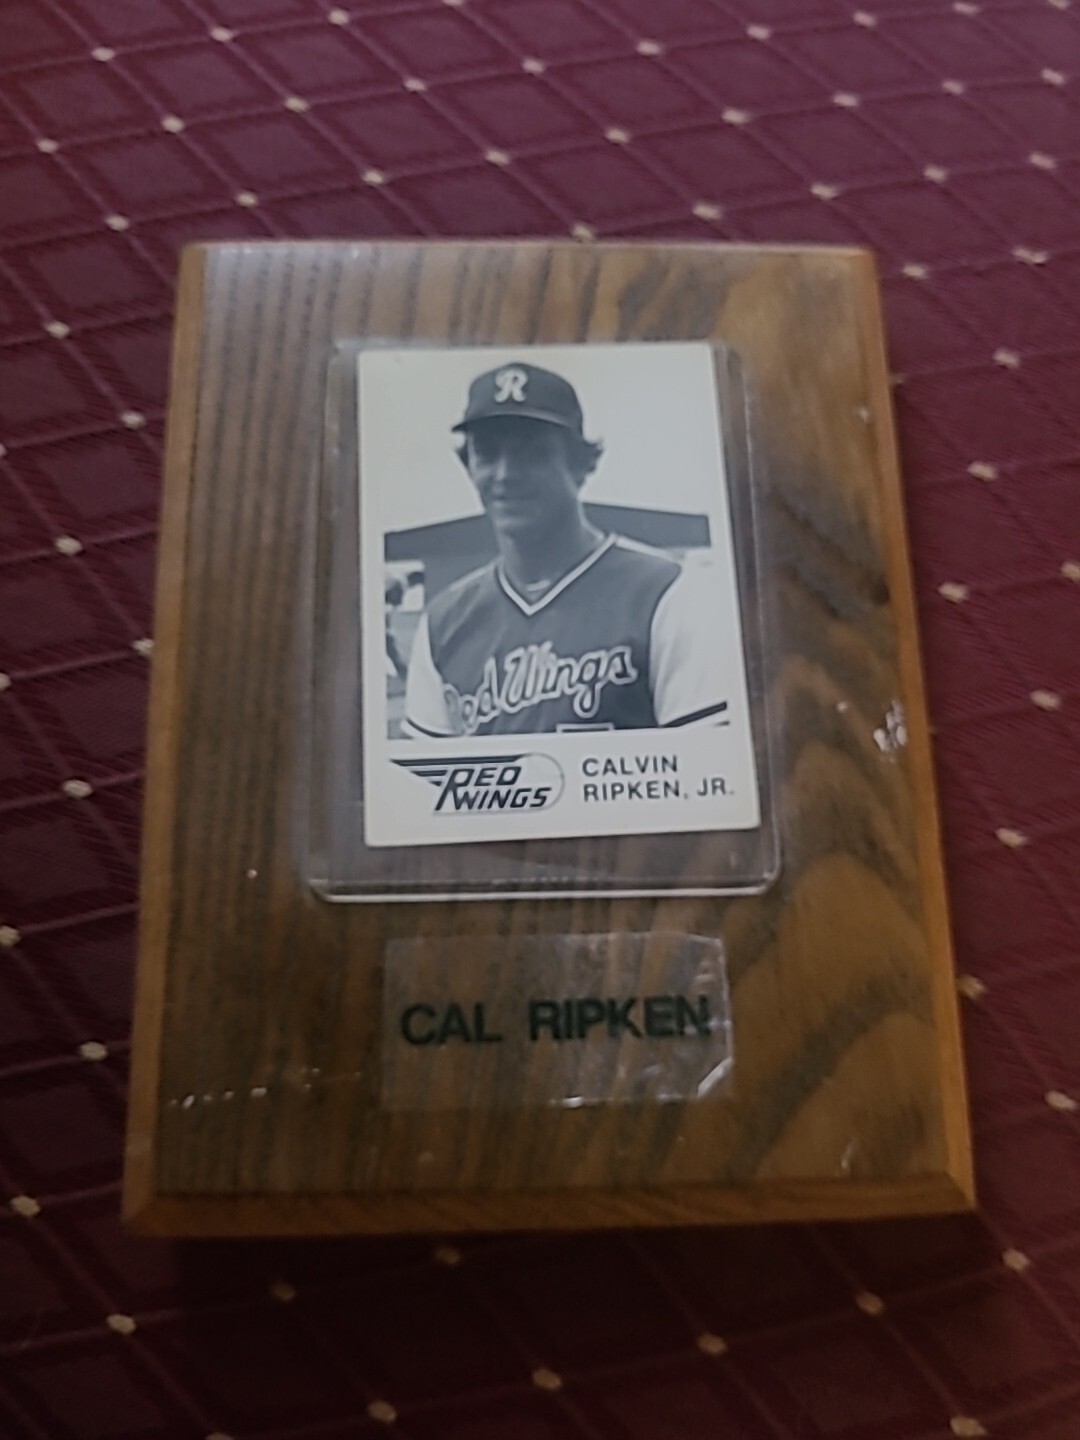 R
Red Wings
RED
WINGS
CALVIN
RIPKEN, JR.
CAL RIPKEN